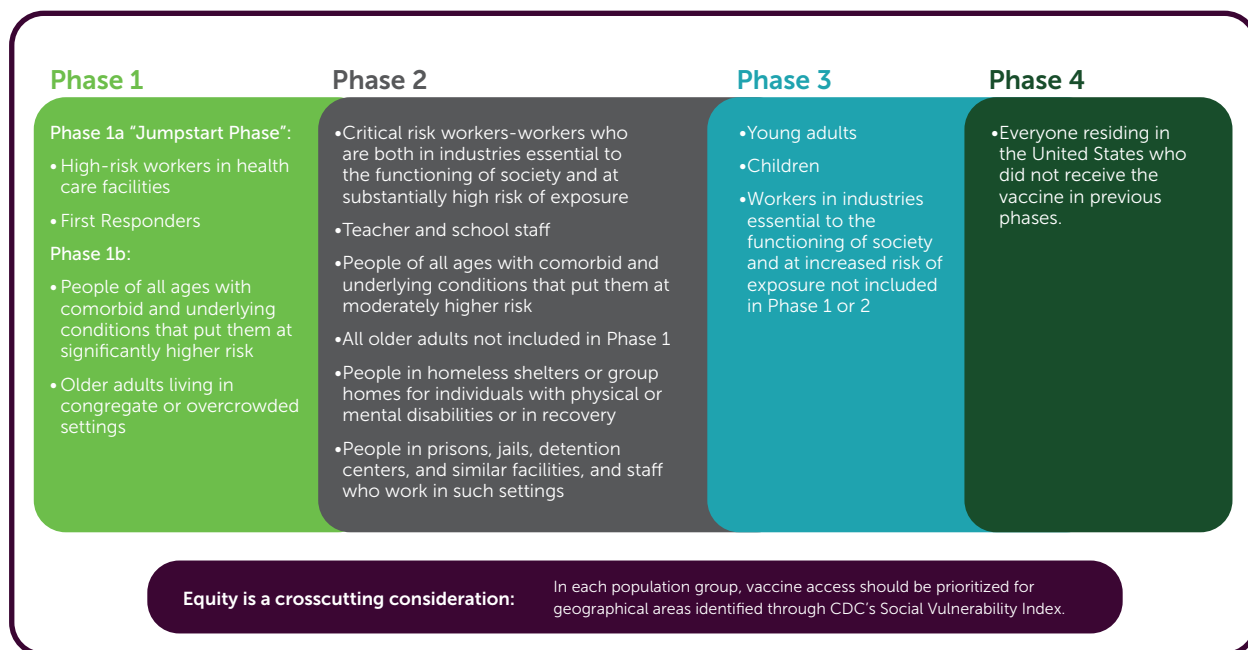 Phase 1
Phase 1a “Jumpstart Phase”:
• High-risk workers in health
care facilities
• First Responders
Phase 1b:
• People of all ages with
comorbid and underlying
conditions that put them at
significantly higher risk
• Older adults living in
congregate or overcrowded
settings
Phase 2
•Critical risk workers-workers who
are both in industries essential to
the functioning of society and at
substantially high risk of exposure
•Teacher and school staff
•People of all ages with comorbid and
underlying conditions that put them at
moderately higher risk
•All older adults not included in Phase 1
•People in homeless shelters or group
homes for individuals with physical or
mental disabilities or in recovery
•People in prisons, jails, detention
centers, and similar facilities, and staff
who work in such settings
Phase 3
•Young adults
•Children
•Workers in industries
essential to the
functioning of society
and at increased risk of
exposure not included
in Phase 1 or 2
Phase 4
•Everyone residing in
the United States who
did not receive the
vaccine in previous
phases.
Equity is a crosscutting consideration:
In each population group, vaccine access should be prioritized for
geographical areas identified through CDC’s Social Vulnerability Index.